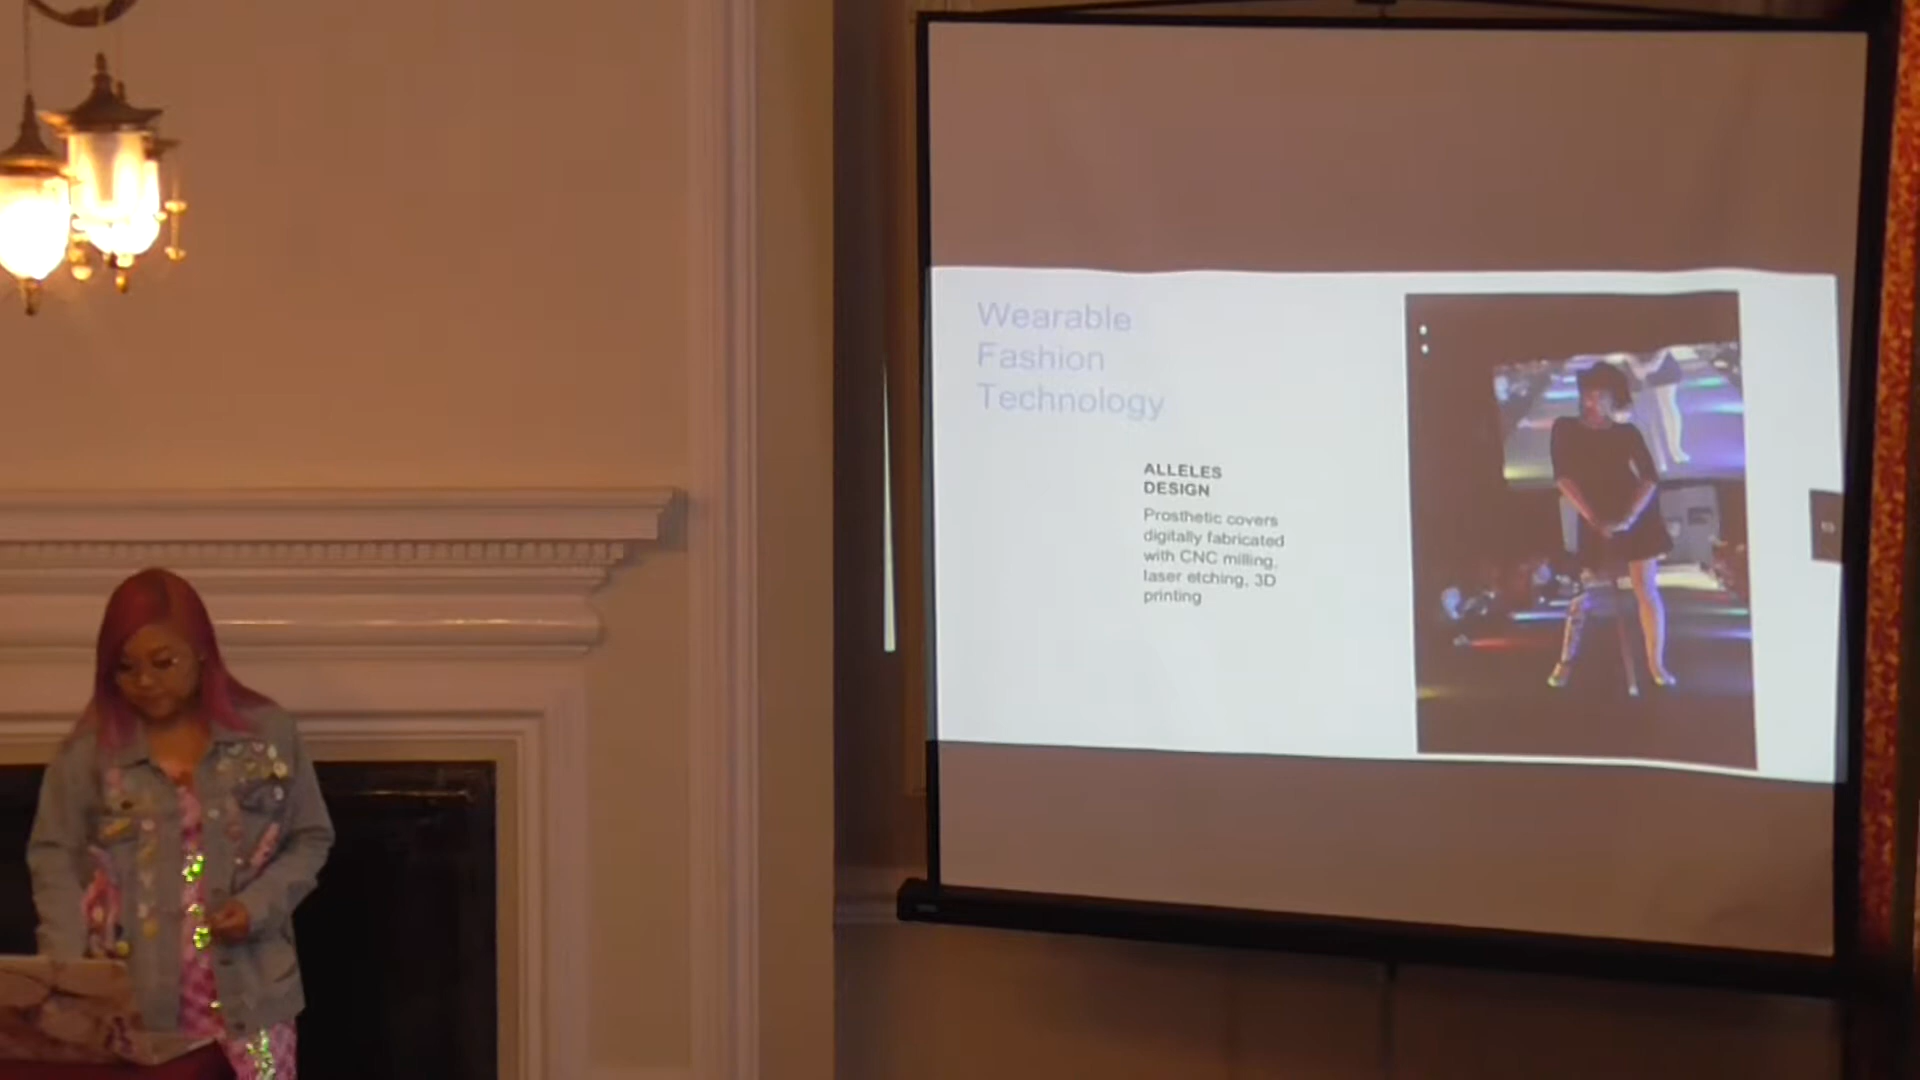 Wearable
Fashion
Technology
ALLELES
DESIGN
Prosthetic covers
digitally fabricated
with CNC milling,
laser etching, 3D
printing